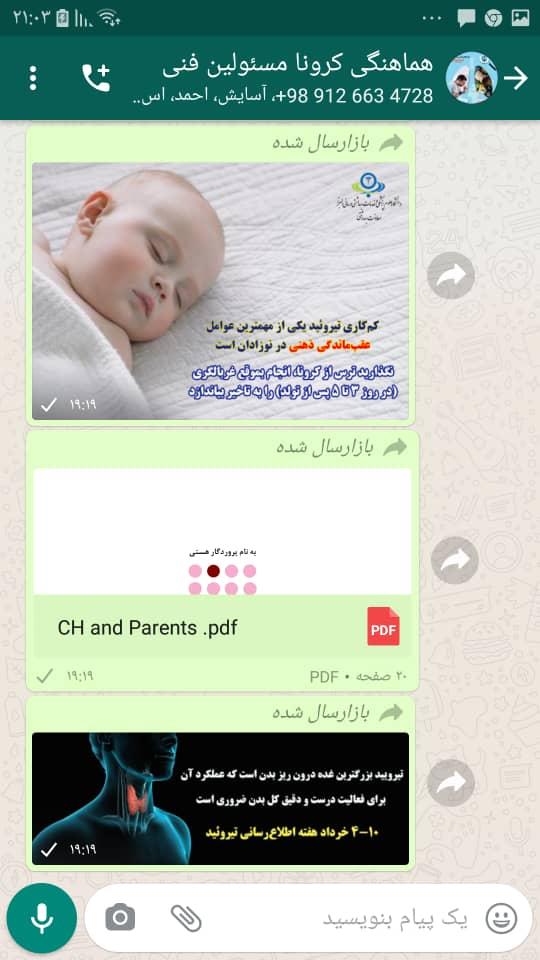 ۲۱:۰۳
هماهنگی کرونا مسئولین فنی
+98 912 663 4728، آسایش، احمد، اس..
بازارسال شده
کم‌کاری تیروئید یکی از مهمترین عوامل
عقب‌ماندگی ذهنی در نوزادان است
نگذارید ترس از کرونا، انجام بموقع غربالگری
(در روز ۳ تا ۵ پس از تولد) را به تاخیر بیاندازد
۱۹:۱۹
بازارسال شده
به نام پروردگار هستی
CH and Parents .pdf
PDF
۲۰ صفحه • PDF
۱۹:۱۹
بازارسال شده
تیرویید بزرگترین غده درون ریز بدن است که عملکرد آن
برای فعالیت درست و دقیق کل بدن ضروری است
۴-۱۰ خرداد هفته اطلاع‌رسانی تیروئید
۱۹:۱۹
یک پیام بنویسید